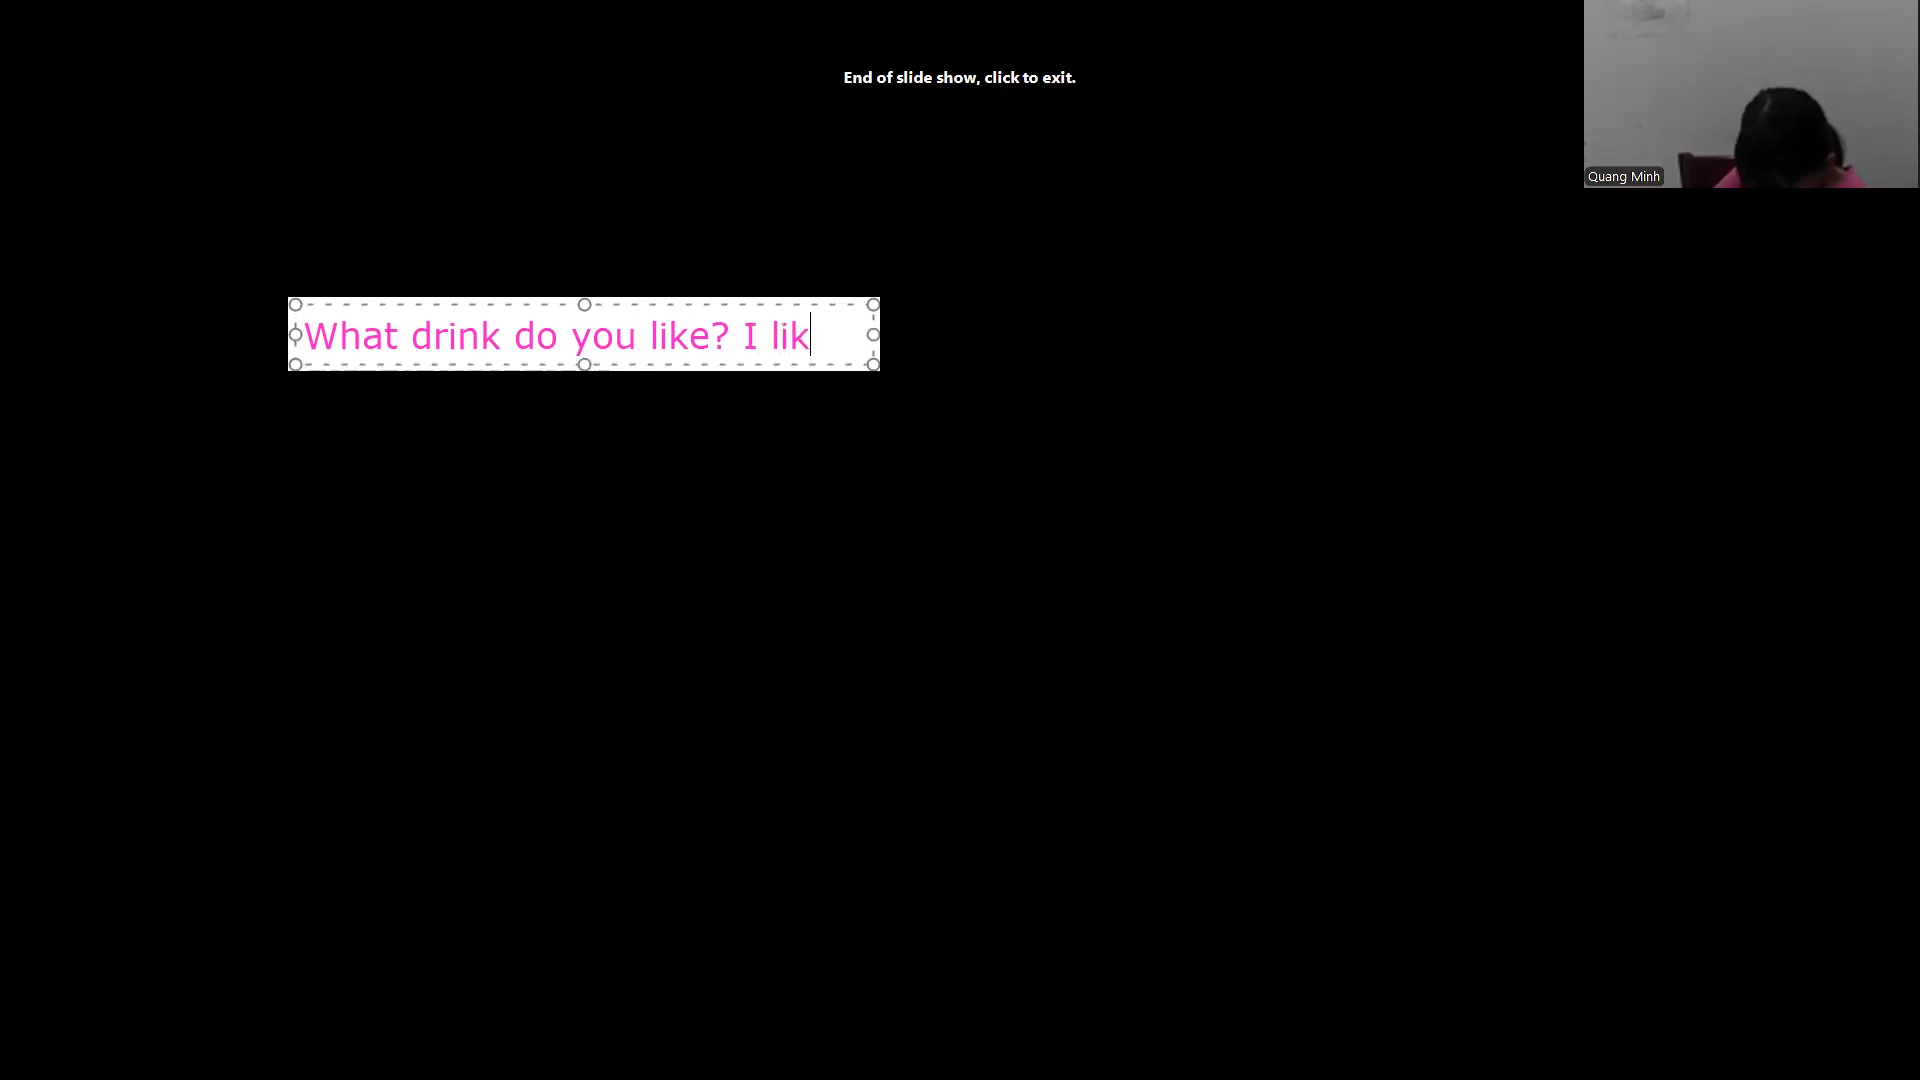 End of slide show, click to exit.
Quang Minh
What drink do you like? I lik